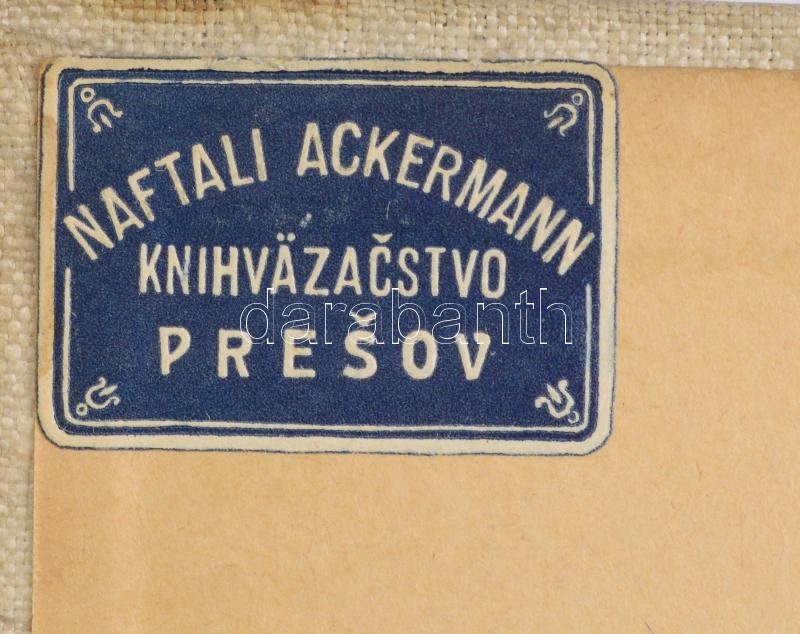 NAFTALI ACKERMANN
KNIHVÄZAČSTVO
darabanth
PREŠOV